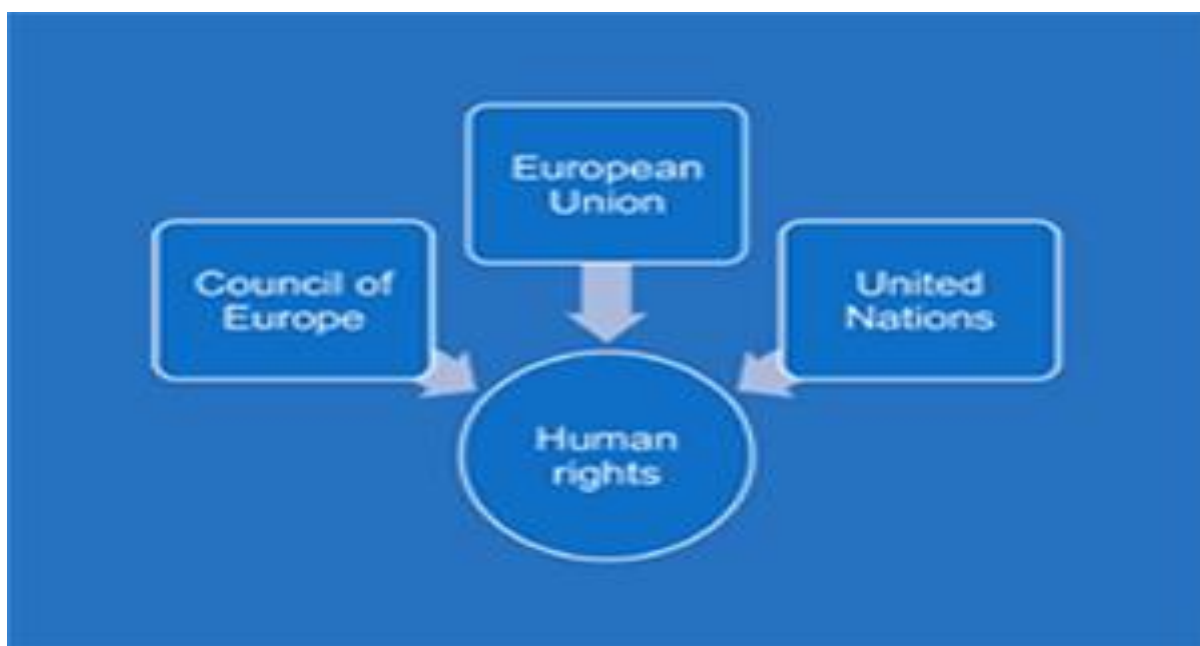 European
Union
Council of
Europe
United
Nations
Human
rights